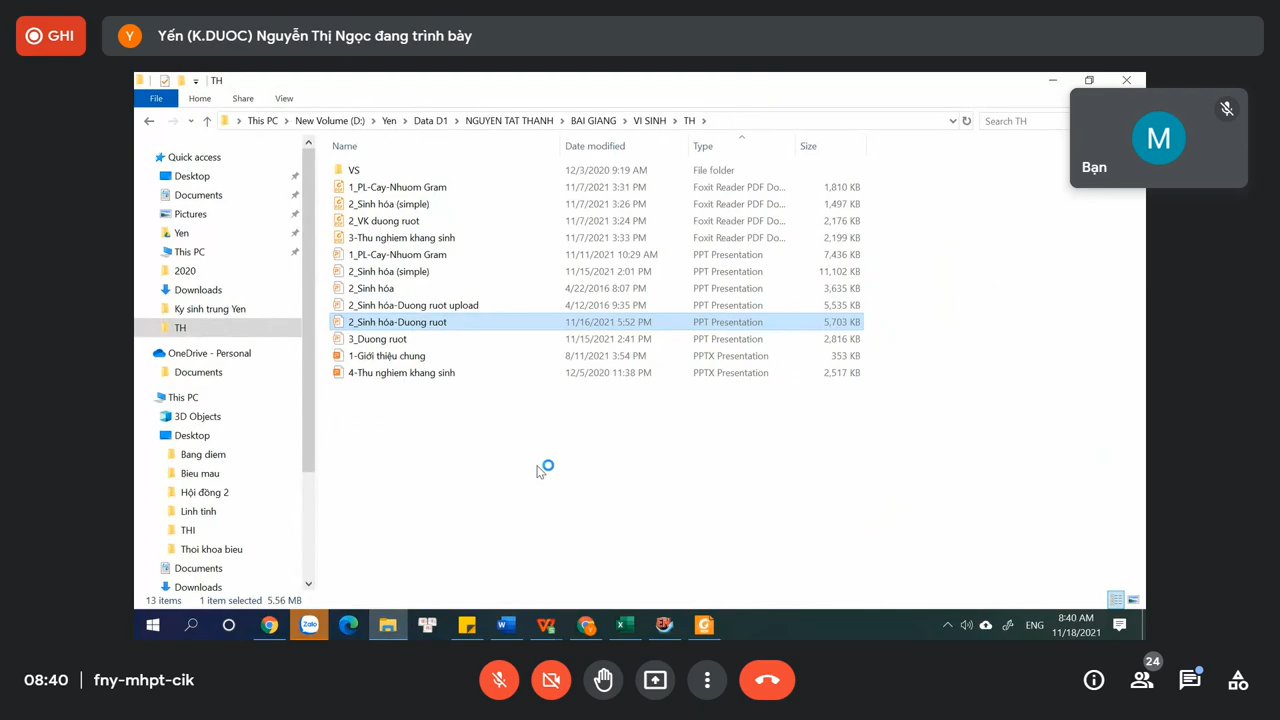 GHI
Y Yến (K.DUOC) Nguyễn Thị Ngọc đang trình bày
TH
File Home Share View
This PC > New Volume (D:) > Yen > Data D1 > NGUYEN TAT THANH > BAI GIANG > VI SINH > TH >
Search TH
M
Bạn
Name Date modified Type Size
VS 12/3/2020 9:19 AM File folder
1_PL-Cay-Nhuom Gram 11/7/2021 3:31 PM Foxit Reader PDF Do... 1,810 KB
2_Sinh hóa (simple) 11/7/2021 3:26 PM Foxit Reader PDF Do... 1,497 KB
2_VK duong ruot 11/7/2021 3:24 PM Foxit Reader PDF Do... 2,176 KB
3-Thu nghiem khang sinh 11/7/2021 3:33 PM Foxit Reader PDF Do... 2,199 KB
1_PL-Cay-Nhuom Gram 11/11/2021 10:29 AM PPT Presentation 7,436 KB
2_Sinh hóa (simple) 11/15/2021 2:01 PM PPT Presentation 11,102 KB
2_Sinh hóa 4/22/2016 8:07 PM PPT Presentation 3,635 KB
2_Sinh hóa-Duong ruot upload 4/12/2016 9:35 PM PPT Presentation 5,535 KB
2_Sinh hóa-Duong ruot 11/16/2021 5:52 PM PPT Presentation 5,703 KB
3_Duong ruot 11/15/2021 2:41 PM PPT Presentation 2,816 KB
1-Giới thiệu chung 8/11/2021 3:54 PM PPTX Presentation 353 KB
4-Thu nghiem khang sinh 12/5/2020 11:38 PM PPTX Presentation 2,517 KB
Quick access
Desktop
Documents
Pictures
Yen
This PC
2020
Downloads
Ky sinh trung Yen
TH
OneDrive - Personal
Documents
This PC
3D Objects
Desktop
Bang diem
Bieu mau
Hội đồng 2
Linh tinh
THI
Thoi khoa bieu
Documents
Downloads
13 items 1 item selected 5.56 MB
Zalo
ENG
8:40 AM
11/18/2021
08:40 | fny-mhpt-cik
24